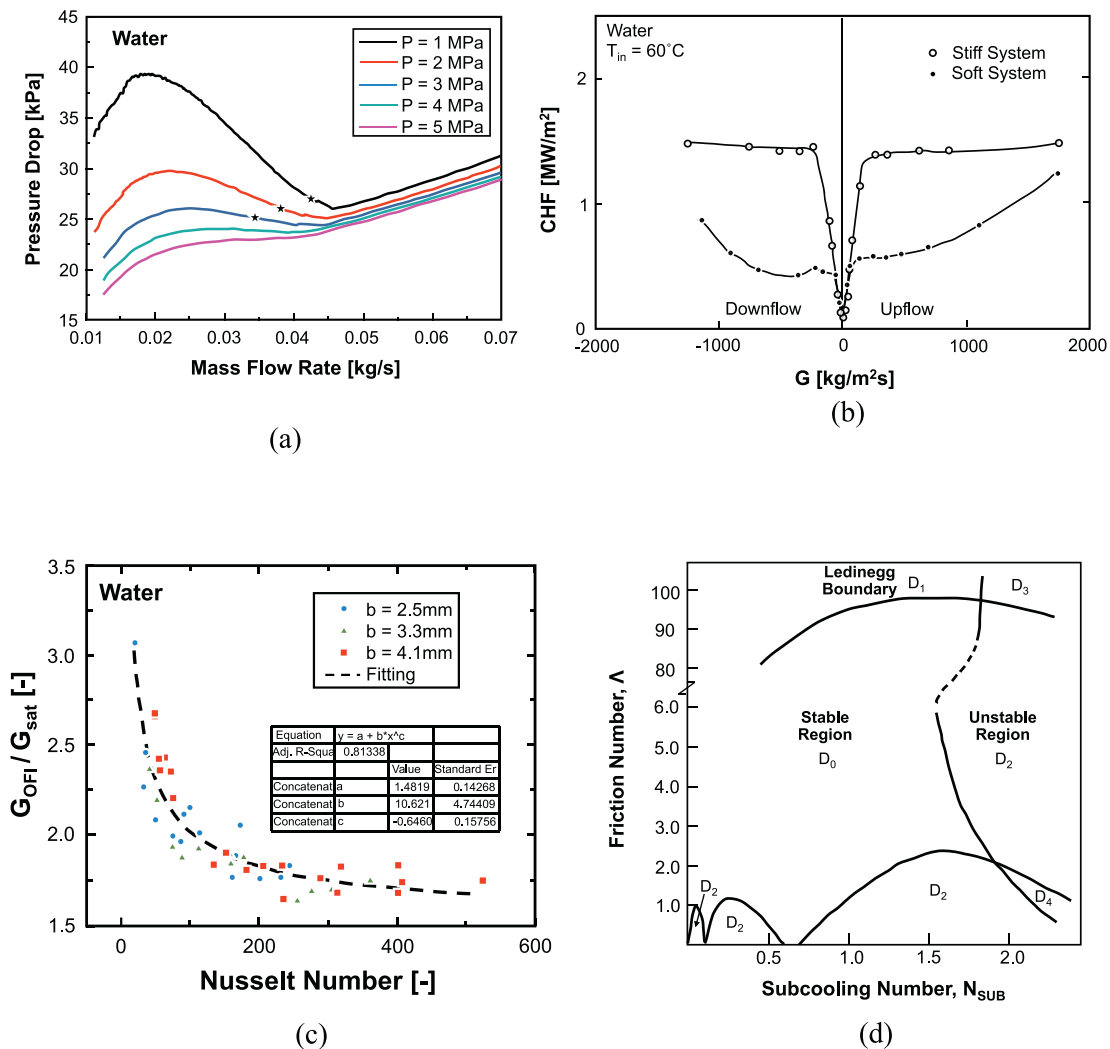 Water
P = 1 MPa
P = 2 MPa
P = 3 MPa
P = 4 MPa
P = 5 MPa
Pressure Drop [kPa]
45
40
35
30
25
20
15
0.01 0.02 0.03 0.04 0.05 0.06 0.07
Mass Flow Rate [kg/s]
(a)
Water
T_in = 60˚C
Stiff System
Soft System
CHF [MW/m²]
2
1
0
Downflow Upflow
-2000 -1000 0 1000 2000
G [kg/m²s]
(b)
Water
b = 2.5mm
b = 3.3mm
b = 4.1mm
Fitting
Equation y = a + b*x^c
Adj. R-Squa 0.81338
Value Standard Er
Concatenat a 1.4819 0.14268
Concatenat b 10.621 4.74409
Concatenat c -0.6460 0.15756
G_OFI / G_sat [-]
3.5
3.0
2.5
2.0
1.5
0 200 400 600
Nusselt Number [-]
(c)
Ledinegg
Boundary
D₁
D₃
Stable
Region
D₀
Unstable
Region
D₂
D₂
D₂
D₂
D₄
Friction Number, Λ
100
90
80
6.0
5.0
4.0
3.0
2.0
1.0
0.5 1.0 1.5 2.0
Subcooling Number, N_SUB
(d)